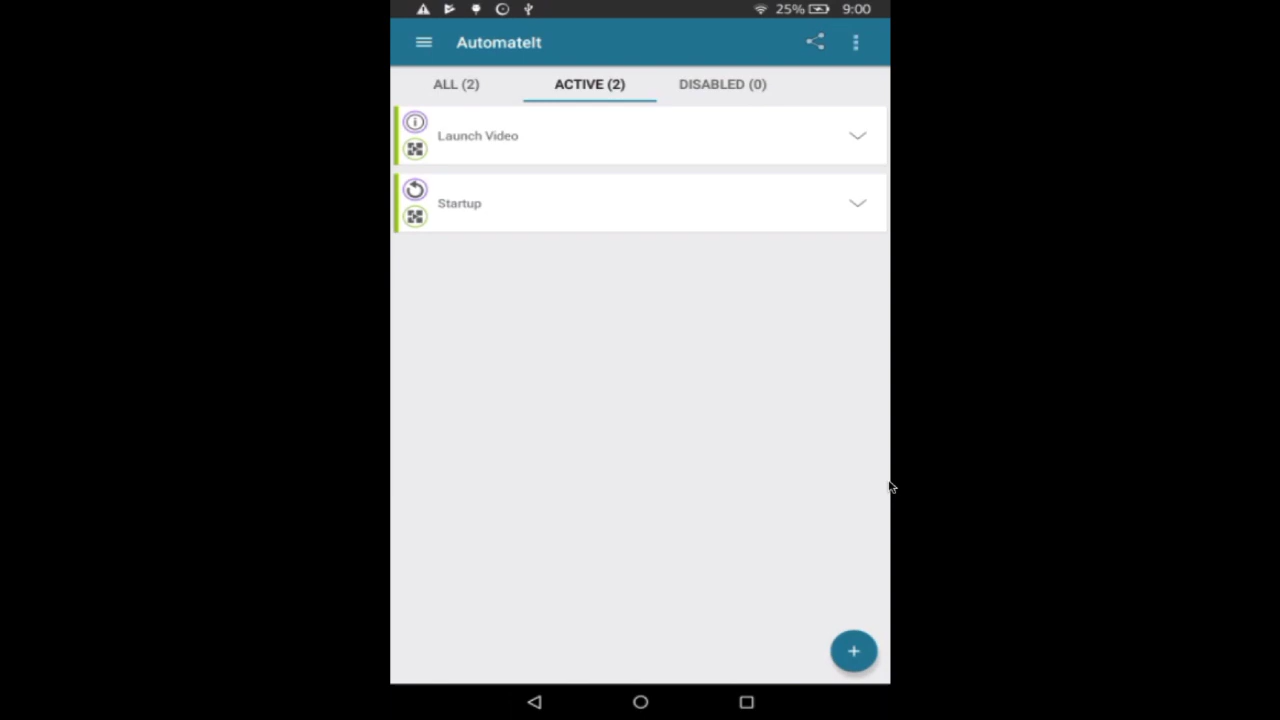 25% 9:00
AutomateIt
ALL (2) ACTIVE (2) DISABLED (0)
Launch Video
Startup